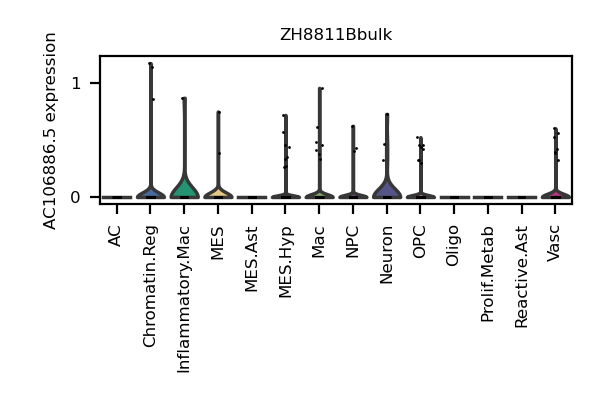 ZH8811Bbulk
AC106886.5 expression
1
0
AC
Chromatin.Reg
Inflammatory.Mac
MES
MES.Ast
MES.Hyp
Mac
NPC
Neuron
OPC
Oligo
Prolif.Metab
Reactive.Ast
Vasc